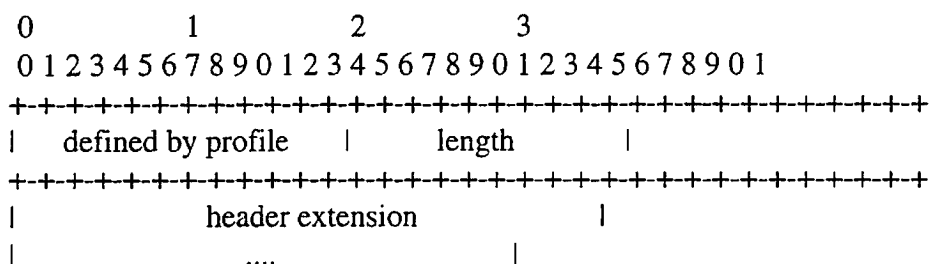 0 1 2 3
0 1 2 3 4 5 6 7 8 9 0 1 2 3 4 5 6 7 8 9 0 1 2 3 4 5 6 7 8 9 0 1
+-+-+-+-+-+-+-+-+-+-+-+-+-+-+-+-+-+-+-+-+-+-+-+-+-+-+-+-+-+-+-+-+
| defined by profile | length |
+-+-+-+-+-+-+-+-+-+-+-+-+-+-+-+-+-+-+-+-+-+-+-+-+-+-+-+-+-+-+-+-+
| header extension |
| .... |